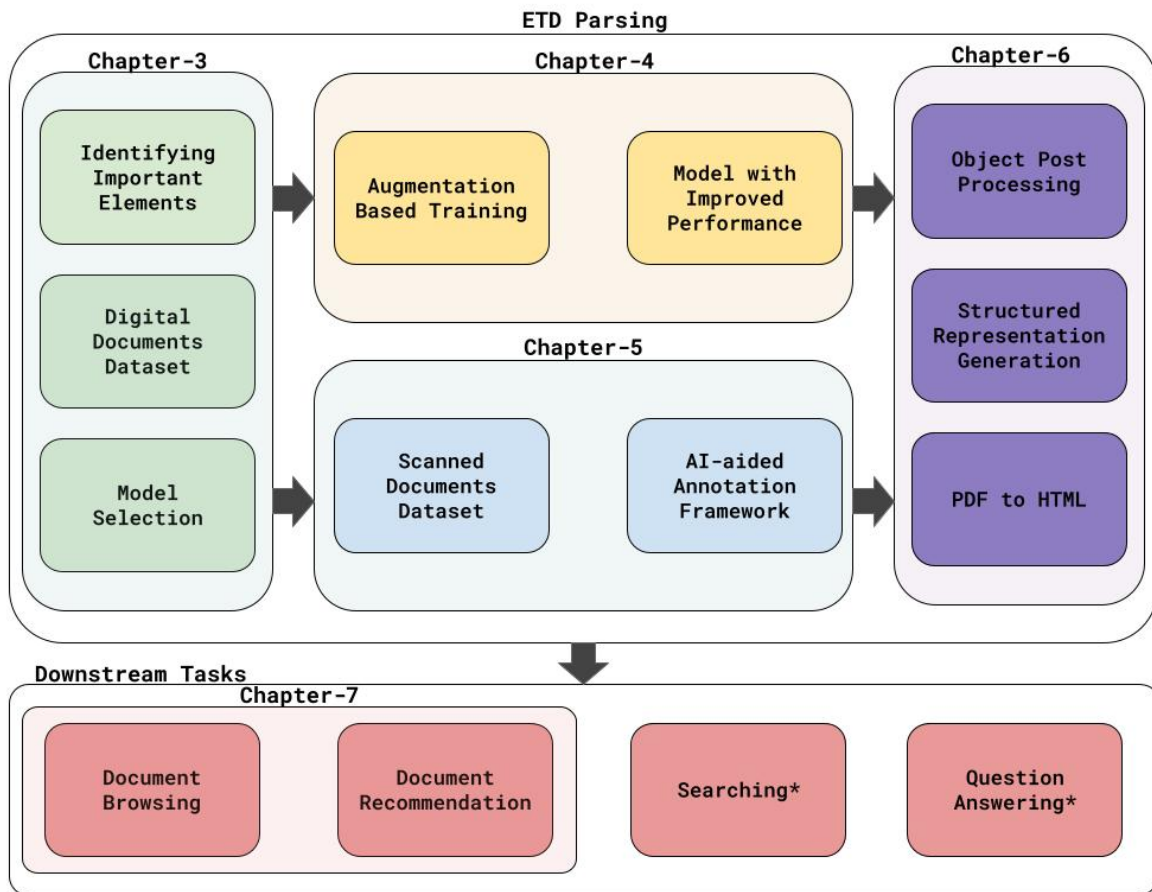 ETD Parsing
Chapter-3
Identifying
Important
Elements
Digital
Documents
Dataset
Model
Selection
Chapter-4
Augmentation
Based Training
Model with
Improved
Performance
Chapter-5
Scanned
Documents
Dataset
AI-aided
Annotation
Framework
Chapter-6
Object Post
Processing
Structured
Representation
Generation
PDF to HTML
Downstream Tasks
Chapter-7
Document
Browsing
Document
Recommendation
Searching*
Question
Answering*